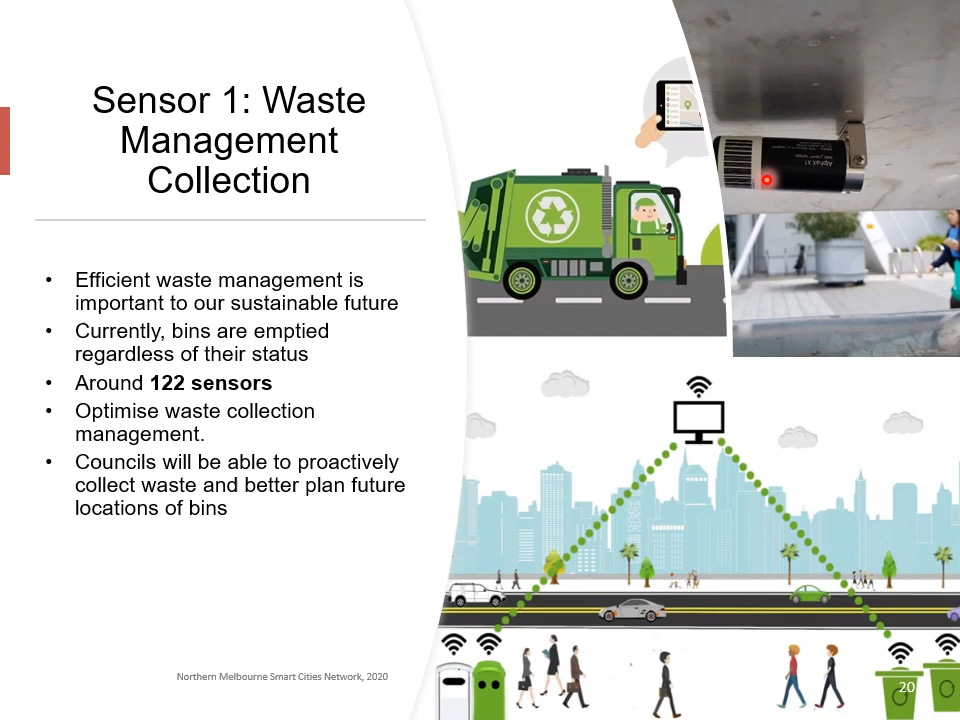 Sensor 1: Waste
Management
Collection
• Efficient waste management is
important to our sustainable future
• Currently, bins are emptied
regardless of their status
• Around 122 sensors
• Optimise waste collection
management.
• Councils will be able to proactively
collect waste and better plan future
locations of bins
Northern Melbourne Smart Cities Network, 2020
20